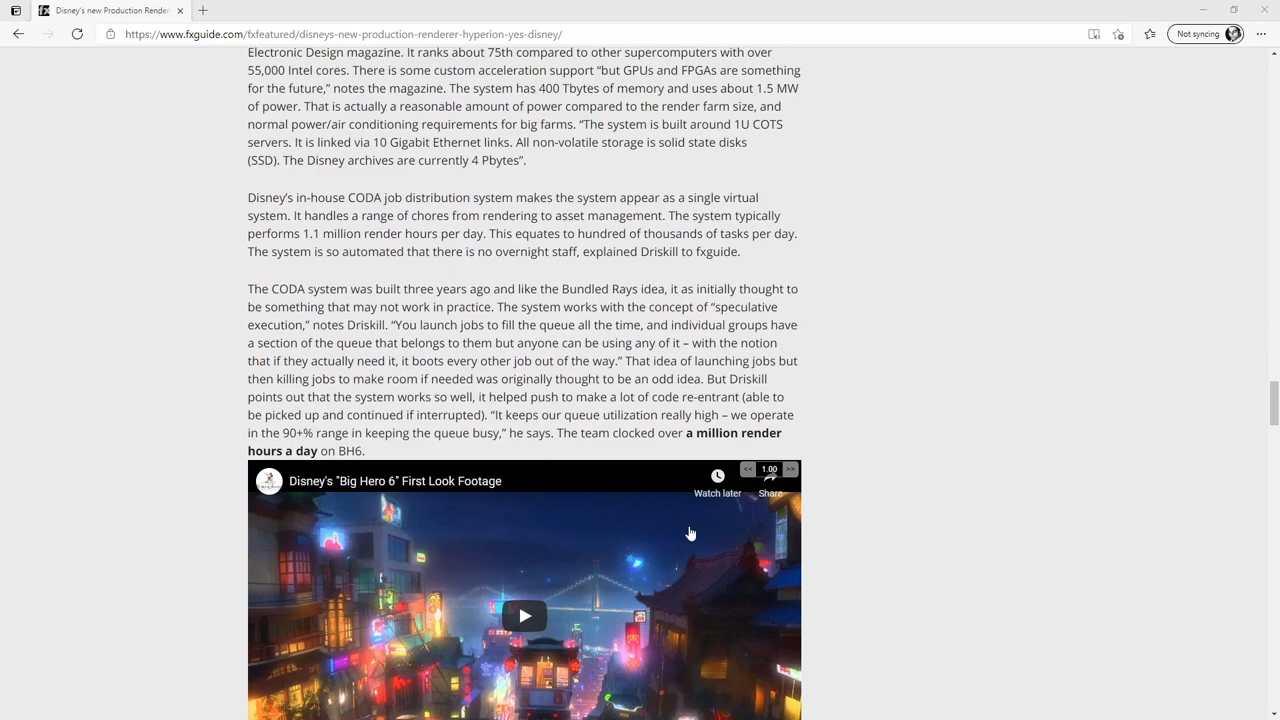 Disney's new Production Render
Not syncing
https://www.fxguide.com/fxfeatured/disneys-new-production-renderer-hyperion-yes-disney/
Electronic Design magazine. It ranks about 75th compared to other supercomputers with over
55,000 Intel cores. There is some custom acceleration support “but GPUs and FPGAs are something
for the future,” notes the magazine. The system has 400 Tbytes of memory and uses about 1.5 MW
of power. That is actually a reasonable amount of power compared to the render farm size, and
normal power/air conditioning requirements for big farms. “The system is built around 1U COTS
servers. It is linked via 10 Gigabit Ethernet links. All non-volatile storage is solid state disks
(SSD). The Disney archives are currently 4 Pbytes”.
Disney’s in-house CODA job distribution system makes the system appear as a single virtual
system. It handles a range of chores from rendering to asset management. The system typically
performs 1.1 million render hours per day. This equates to hundred of thousands of tasks per day.
The system is so automated that there is no overnight staff, explained Driskill to fxguide.
The CODA system was built three years ago and like the Bundled Rays idea, it as initially thought to
be something that may not work in practice. The system works with the concept of “speculative
execution,” notes Driskill. “You launch jobs to fill the queue all the time, and individual groups have
a section of the queue that belongs to them but anyone can be using any of it – with the notion
that if they actually need it, it boots every other job out of the way.” That idea of launching jobs but
then killing jobs to make room if needed was originally thought to be an odd idea. But Driskill
points out that the system works so well, it helped push to make a lot of code re-entrant (able to
be picked up and continued if interrupted). “It keeps our queue utilization really high – we operate
in the 90+% range in keeping the queue busy,” he says. The team clocked over a million render
hours a day on BH6.
<< 1.00 >>
Disney's "Big Hero 6" First Look Footage
Watch later Share